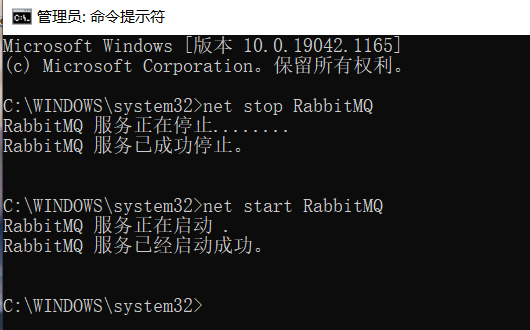 管理员: 命令提示符
Microsoft Windows [版本 10.0.19042.1165]
(c) Microsoft Corporation。保留所有权利。
C:\WINDOWS\system32>net stop RabbitMQ
RabbitMQ 服务正在停止........
RabbitMQ 服务已成功停止。
C:\WINDOWS\system32>net start RabbitMQ
RabbitMQ 服务正在启动 .
RabbitMQ 服务已经启动成功。
C:\WINDOWS\system32>